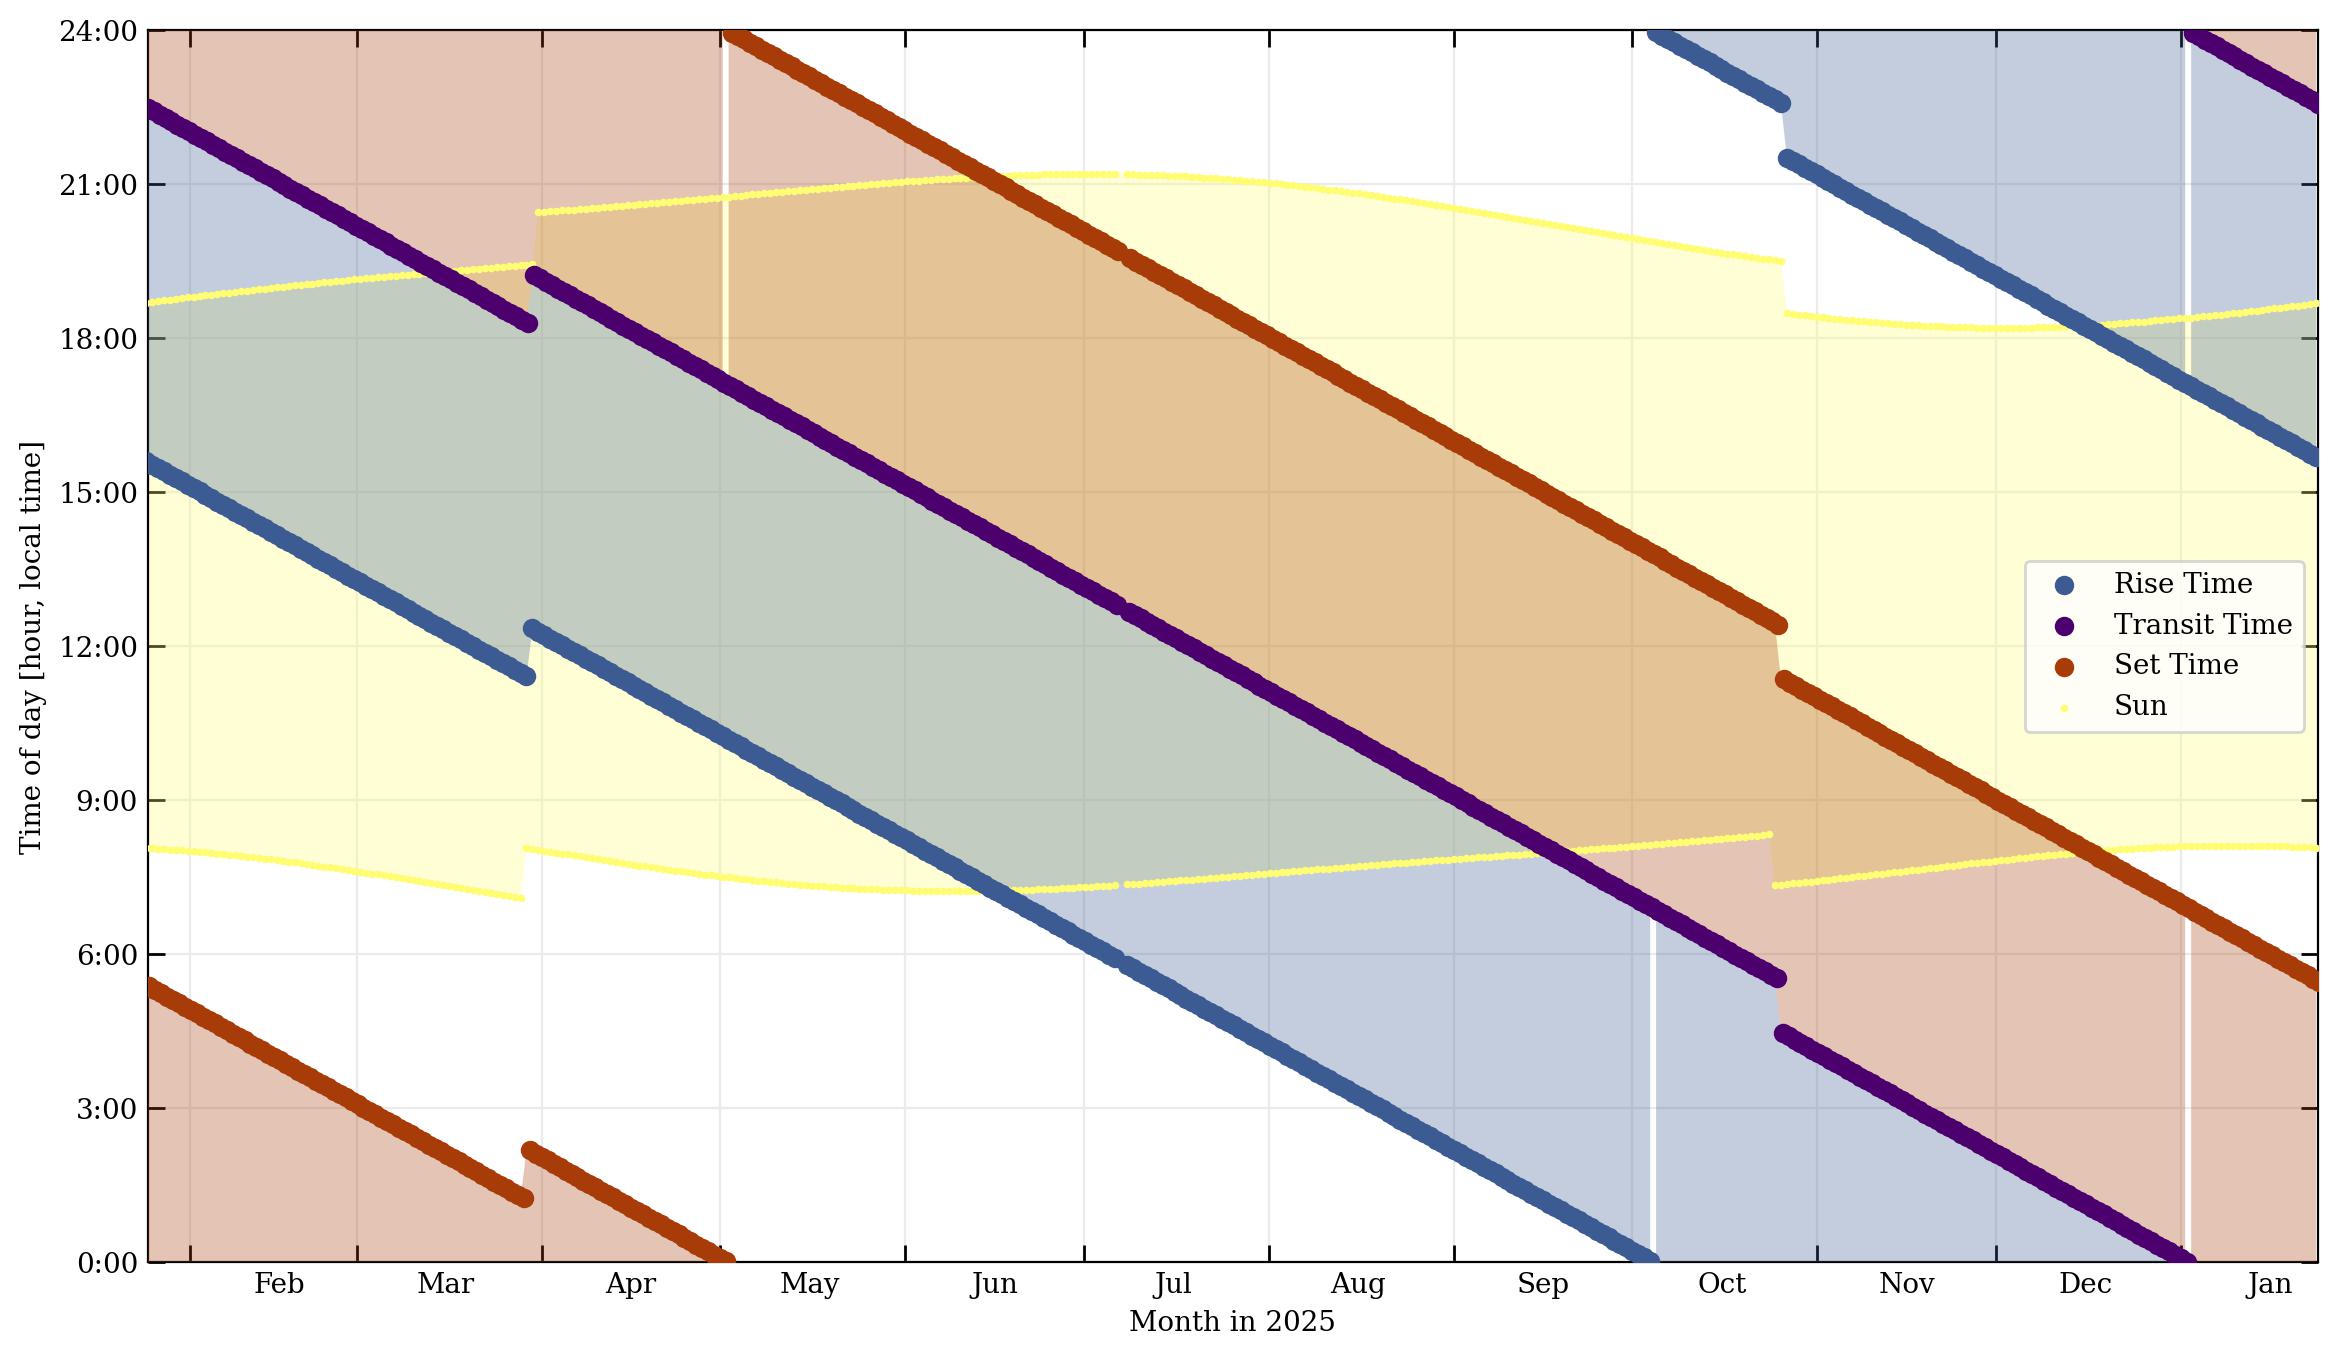 24:00
21:00
18:00
15:00
12:00
9:00
6:00
3:00
0:00
Time of day [hour, local time]
Rise Time
Transit Time
Set Time
Sun
Feb Mar Apr May Jun Jul Aug Sep Oct Nov Dec Jan
Month in 2025